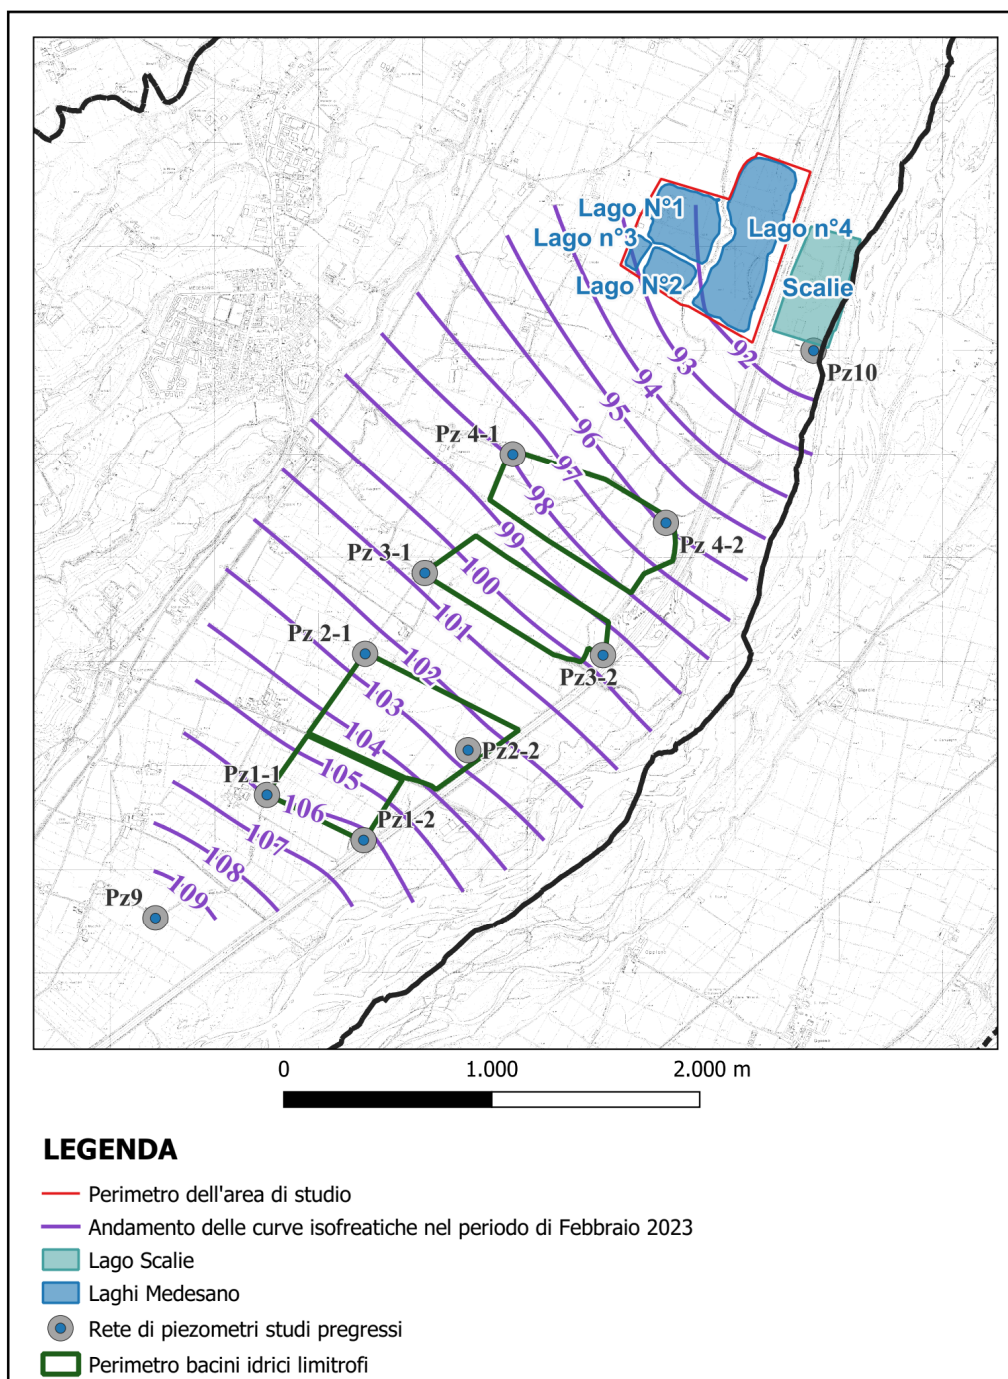 Lago N°1
Lago n°4
Lago n°3
Lago N°2
Scalie
92
Pz10
93
94
95
96
Pz 4-1
97
98
99
Pz 4-2
Pz 3-1
100
101
Pz 2-1
102
Pz3-2
103
104
Pz2-2
105
Pz1-1
106
Pz1-2
107
108
109
Pz9
MEDESANO
0 1.000 2.000 m
LEGENDA
Perimetro dell'area di studio
Andamento delle curve isofreatiche nel periodo di Febbraio 2023
Lago Scalie
Laghi Medesano
Rete di piezometri studi pregressi
Perimetro bacini idrici limitrofi